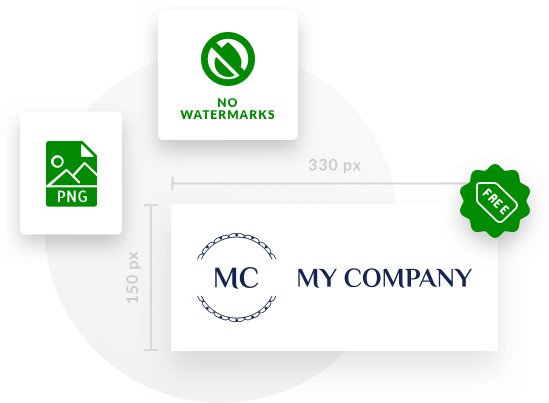 NO
WATERMARKS
PNG
330 px
FREE
150 px
MC
MY COMPANY